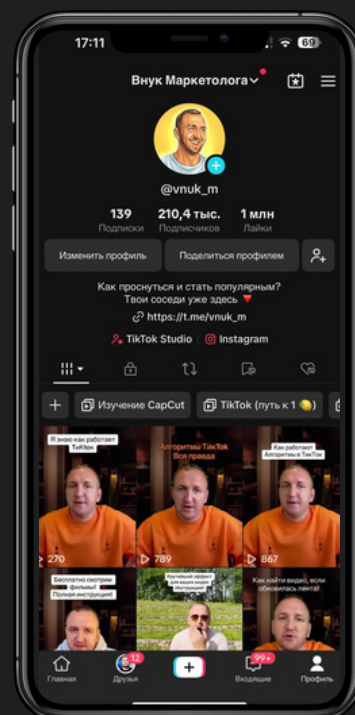 17:11
69
Внук Маркетолога
@vnuk_m
139 210,4 тыс. 1 млн
Подписки Подписчиков Лайки
Изменить профиль Поделиться профилем
Как проснуться и стать популярным?
Твои соседи уже здесь
https://t.me/vnuk_m
TikTok Studio Instagram
Изучение CapCut TikTok (путь к 1
Я знаю как работает
ТикТок
270
Алгоритмы TikTok
Вся правда
789
Как работают
Алгоритмы в ТикТок
867
Бесплатно смотрим
фильмы!
Полная инструкция!
Крутейший эффект
для ваших видео
Инструкция!
Как найти видео, если
обновилась лента!
12 99+
Главная Друзья Входящие Профиль